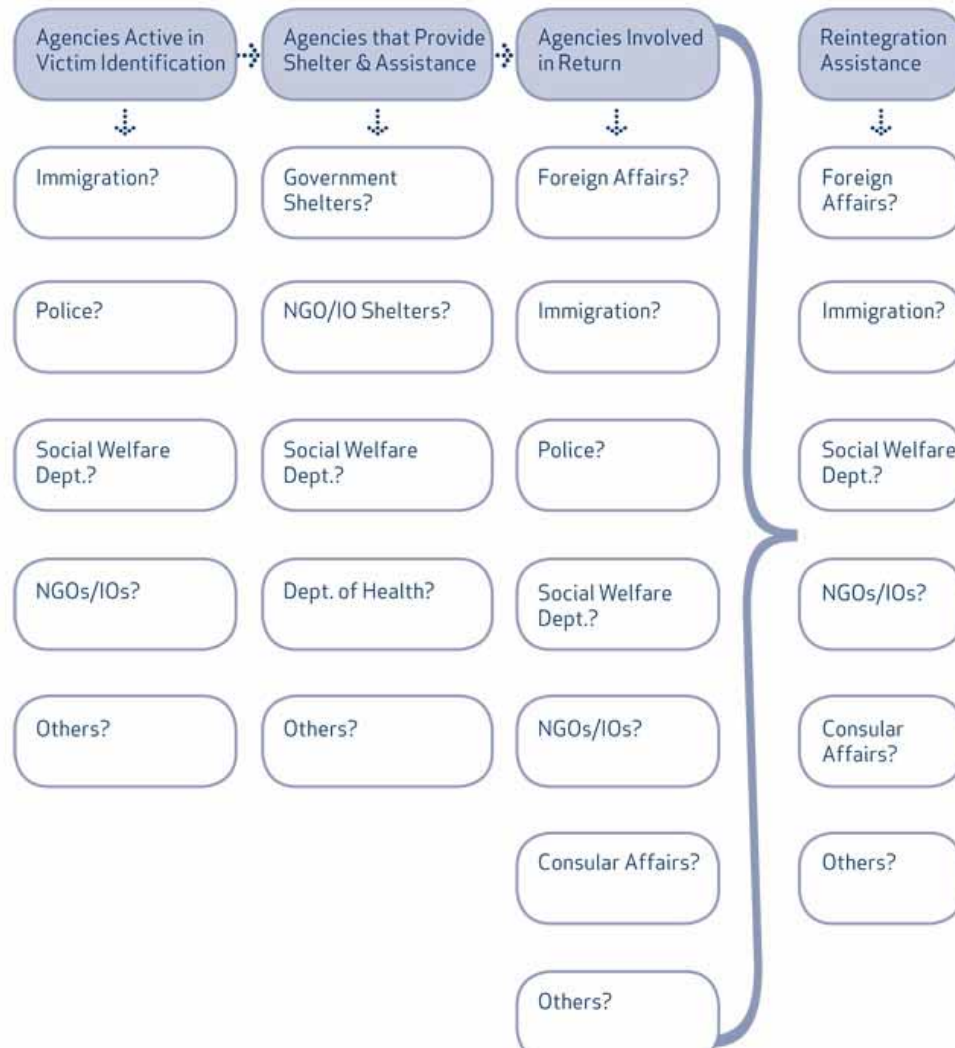 Agencies Active in
Victim Identification
Agencies that Provide
Shelter & Assistance
Agencies Involved
in Return
Reintegration
Assistance
Immigration?
Police?
Social Welfare
Dept.?
NGOs/IOs?
Others?
Government
Shelters?
NGO/IO Shelters?
Social Welfare
Dept.?
Dept. of Health?
Others?
Foreign Affairs?
Immigration?
Police?
Social Welfare
Dept.?
NGOs/IOs?
Consular Affairs?
Others?
Foreign
Affairs?
Immigration?
Social Welfare
Dept.?
NGOs/IOs?
Consular
Affairs?
Others?